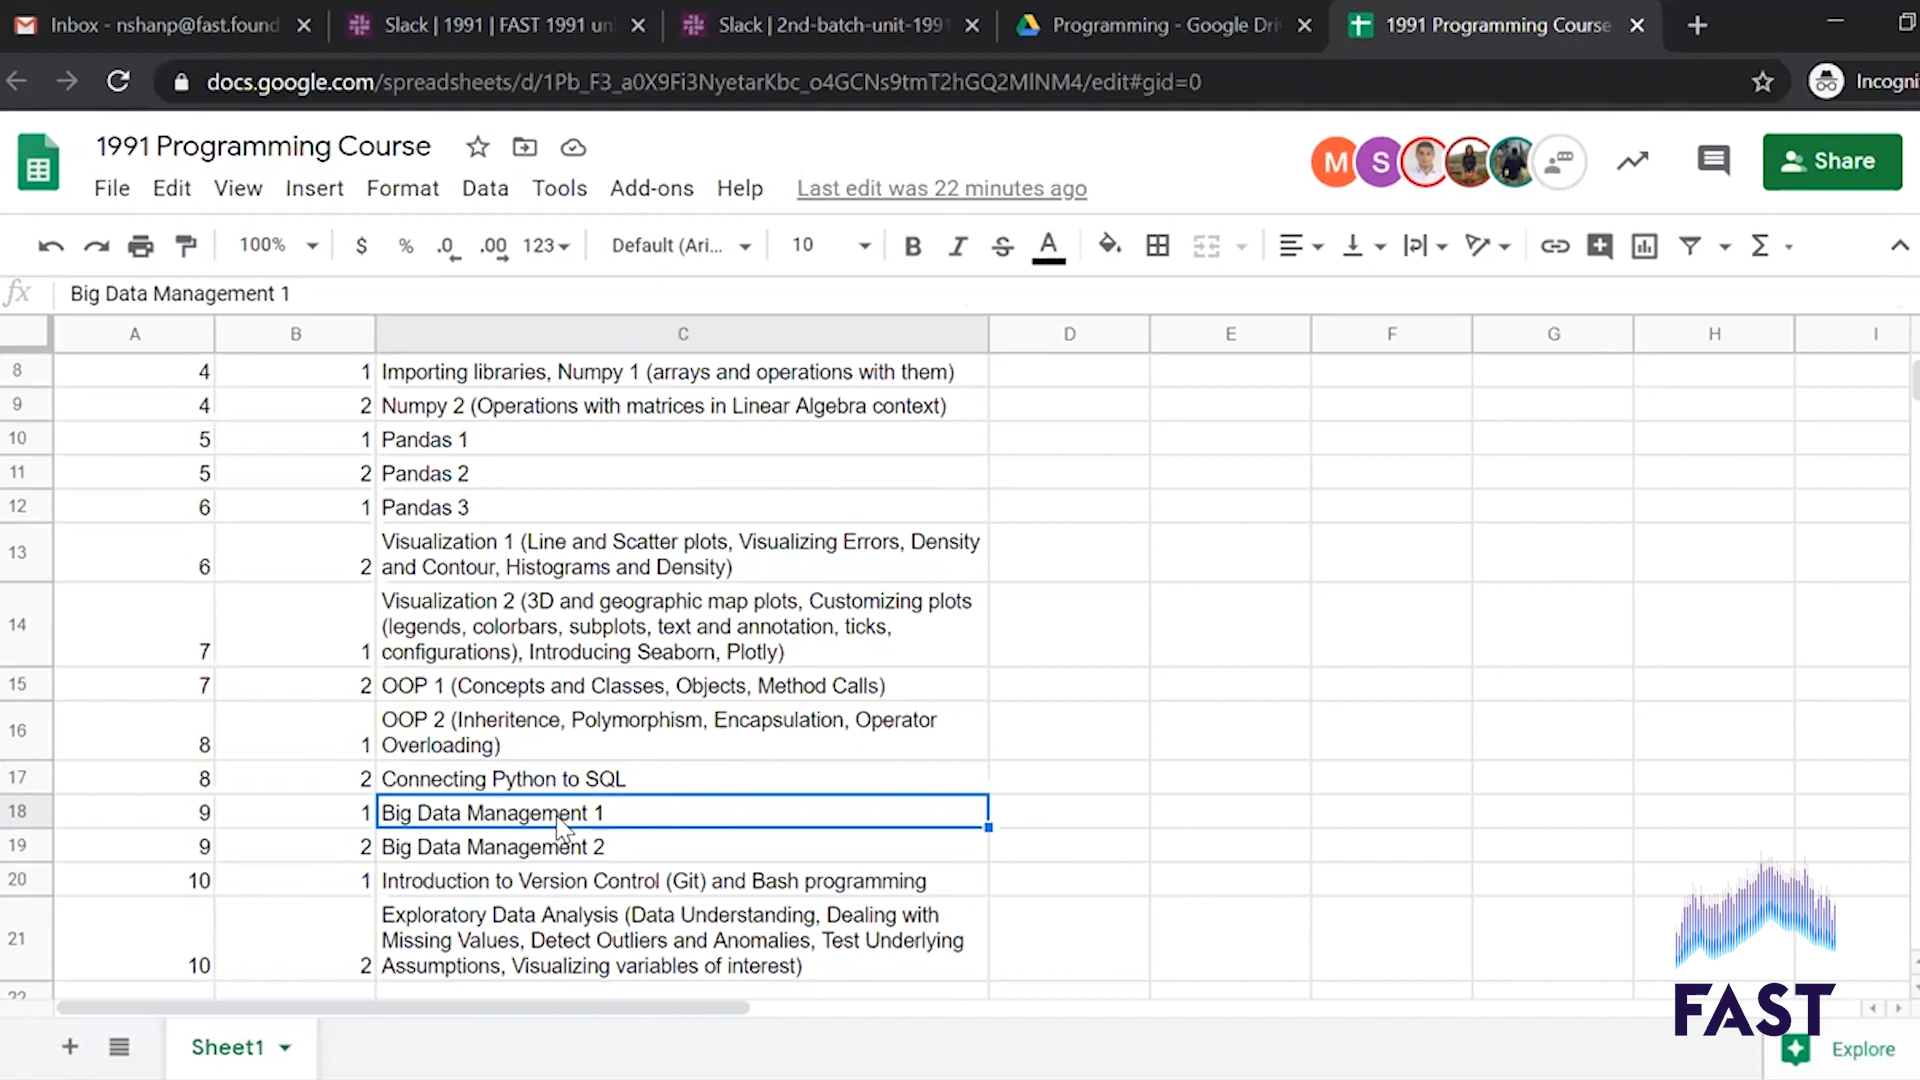 Inbox - nshanp@fast.found
Slack | 1991 | FAST 1991 un
Slack | 2nd-batch-unit-1991
Programming - Google Dri
1991 Programming Course
docs.google.com/spreadsheets/d/1Pb_F3_a0X9Fi3NyetarKbc_o4GCNs9tmT2hGQ2MlNM4/edit#gid=0
Incogni
1991 Programming Course
M S
Share
File Edit View Insert Format Data Tools Add-ons Help Last edit was 22 minutes ago
100% $ % .0 .00 123 Default (Ari... 10 B I S A Σ
fx Big Data Management 1
A B C D E F G H I
8 4 1 Importing libraries, Numpy 1 (arrays and operations with them)
9 4 2 Numpy 2 (Operations with matrices in Linear Algebra context)
10 5 1 Pandas 1
11 5 2 Pandas 2
12 6 1 Pandas 3
Visualization 1 (Line and Scatter plots, Visualizing Errors, Density
13 6 2 and Contour, Histograms and Density)
Visualization 2 (3D and geographic map plots, Customizing plots
14 (legends, colorbars, subplots, text and annotation, ticks,
7 1 configurations), Introducing Seaborn, Plotly)
15 7 2 OOP 1 (Concepts and Classes, Objects, Method Calls)
OOP 2 (Inheritence, Polymorphism, Encapsulation, Operator
16 8 1 Overloading)
17 8 2 Connecting Python to SQL
18 9 1 Big Data Management 1
19 9 2 Big Data Management 2
20 10 1 Introduction to Version Control (Git) and Bash programming
Exploratory Data Analysis (Data Understanding, Dealing with
21 Missing Values, Detect Outliers and Anomalies, Test Underlying
10 2 Assumptions, Visualizing variables of interest)
22
FAST
Sheet1
Explore